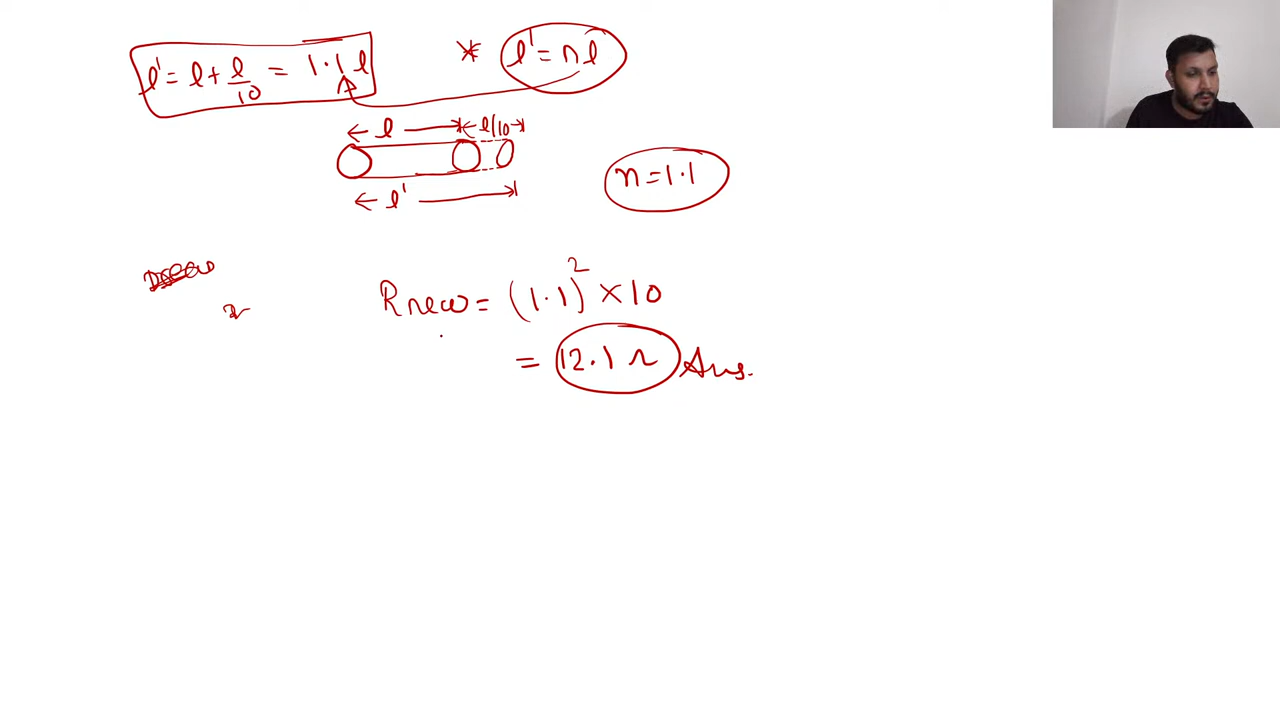 l' = l + l/10 = 1.1 l
* l' = nl
l l/10
l'
n = 1.1
Rnew = (1.1)² × 10
= 12.1 Ω Ans.